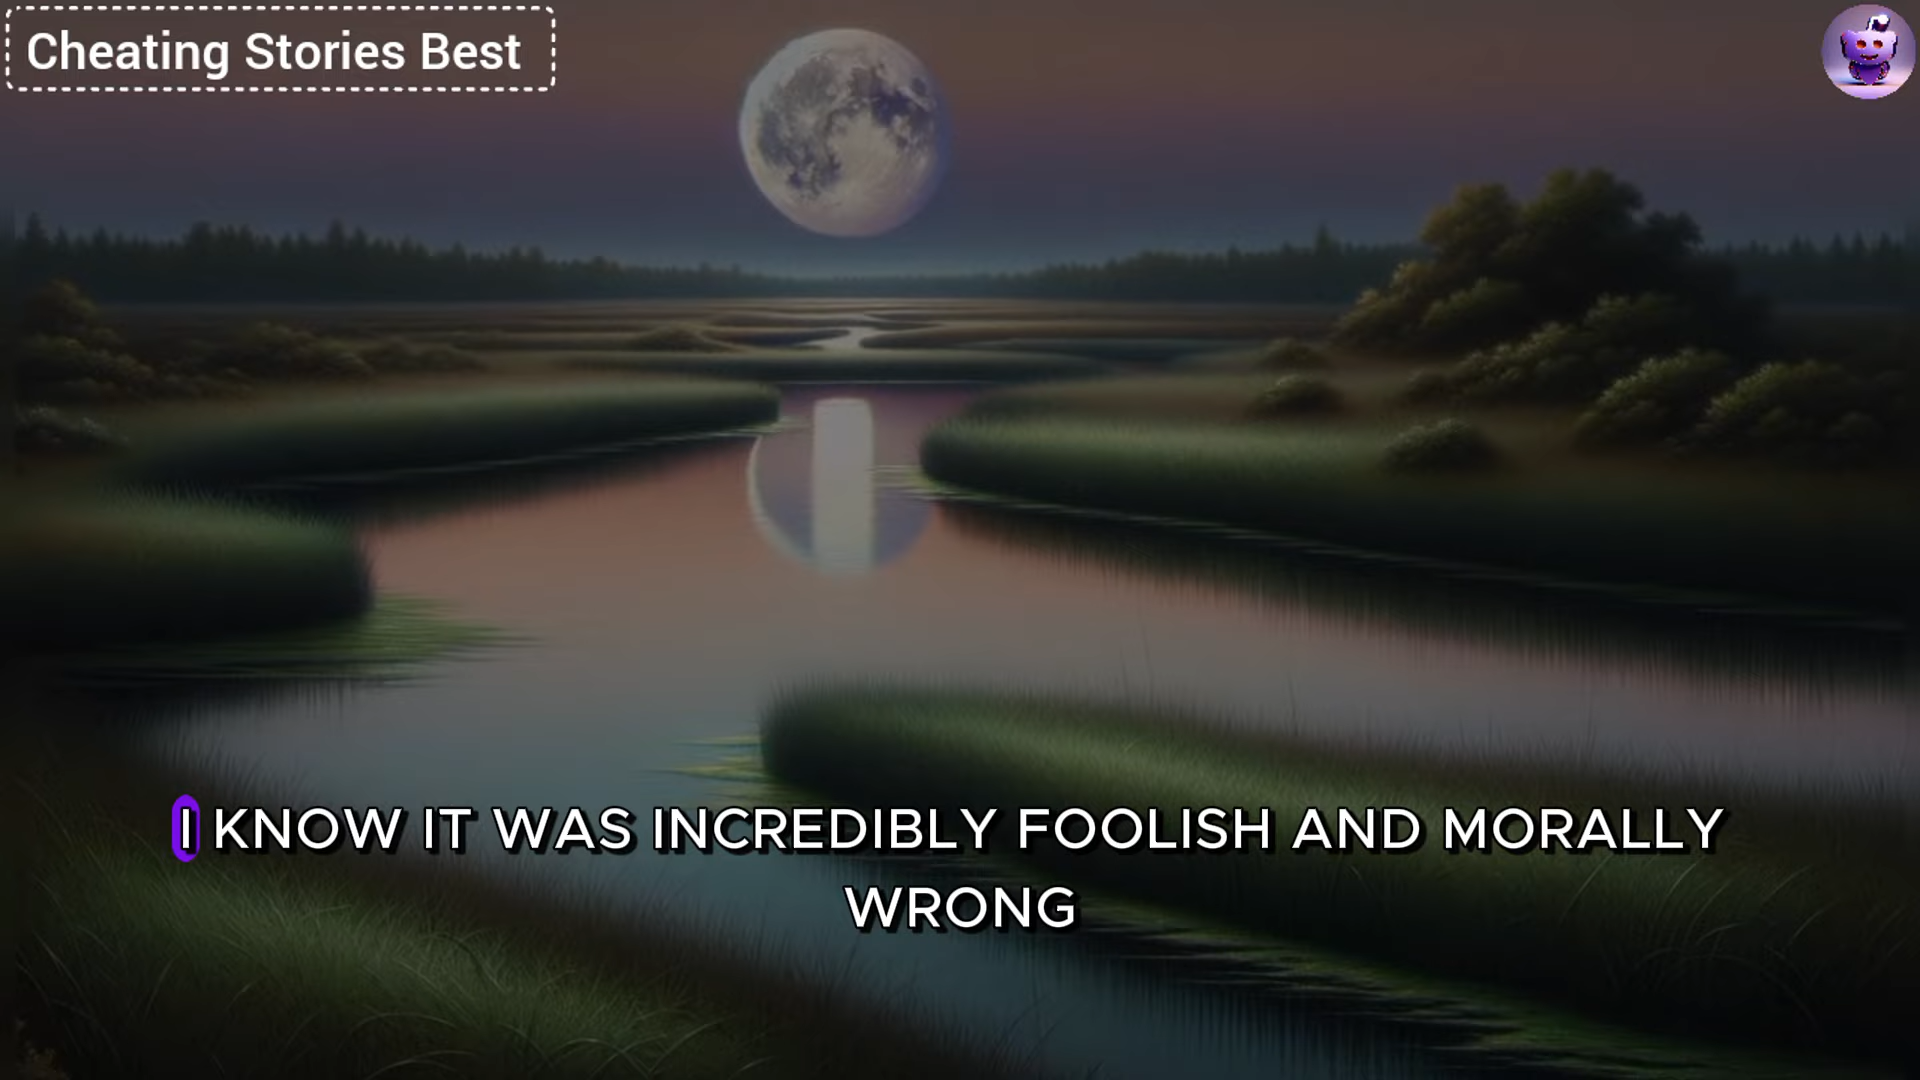 Cheating Stories Best
I KNOW IT WAS INCREDIBLY FOOLISH AND MORALLY
WRONG